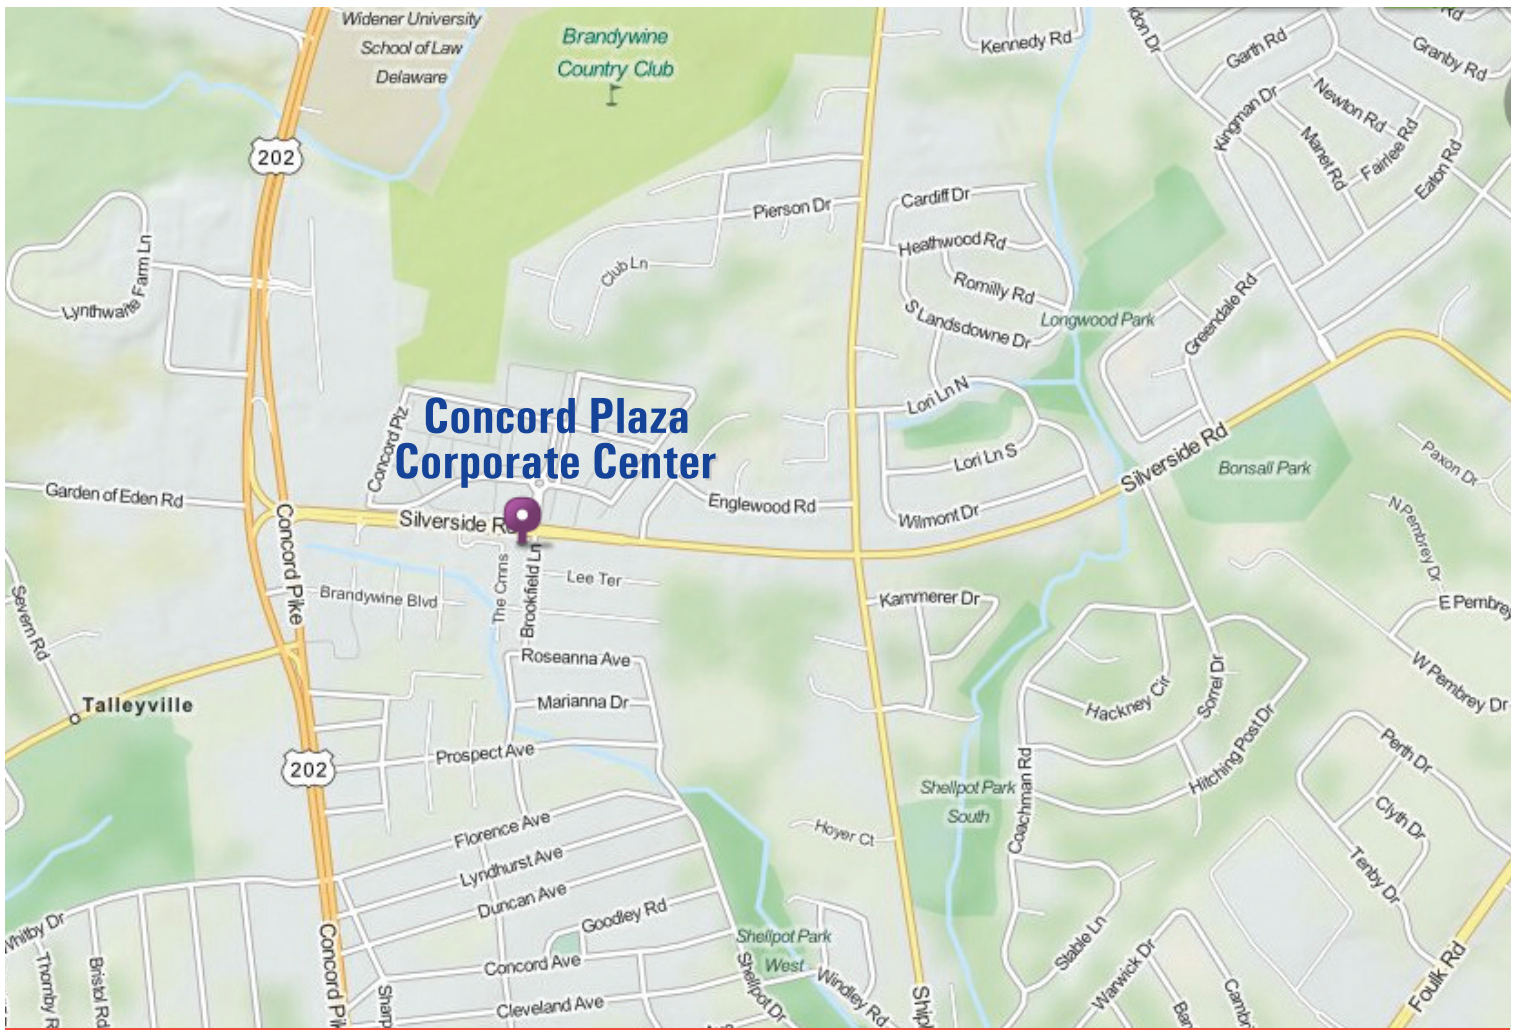 Widener University
School of Law
Delaware
Brandywine
Country Club
Kennedy Rd
Garth Rd
Granby Rd
Kingman Dr
Newton Rd
Manet Rd
Fairlee Rd
Eaton Rd
202
Lynthwaite Farm Ln
Pierson Dr
Club Ln
Cardiff Dr
Heathwood Rd
Romilly Rd
S Landsdowne Dr
Longwood Park
Greendale Rd
Concord Plz
Concord Plaza
Corporate Center
Lori Ln N
Lori Ln S
Silverside Rd
Bonsall Park
Paxon Dr
Garden of Eden Rd
Concord Pike
Silverside
Englewood Rd
Wilmont Dr
N Pembrey Dr
E Pembrey
W Pembrey Dr
Severn Rd
Brandywine Blvd
The Cmns
Brookfield Ln
Lee Ter
Kammerer Dr
Roseanna Ave
Marianna Dr
Talleyville
Prospect Ave
202
Hackney Cir
Sorrel Dr
Hitching Post Dr
Coachman Rd
Shellpot Park
South
Perth Dr
Clyth Dr
Tenby Dr
Hoyer Ct
Florence Ave
Lyndhurst Ave
Duncan Ave
Goodley Rd
Concord Ave
Cleveland Ave
Shellpot Park
West
Shellpot Dr
Windley Rd
Stable Ln
Warwick Dr
Foulk Rd
Whitby Dr
Thornby R
Bristol Rd
Concord Pik
Sharp
Shipl
Bar
Cambr